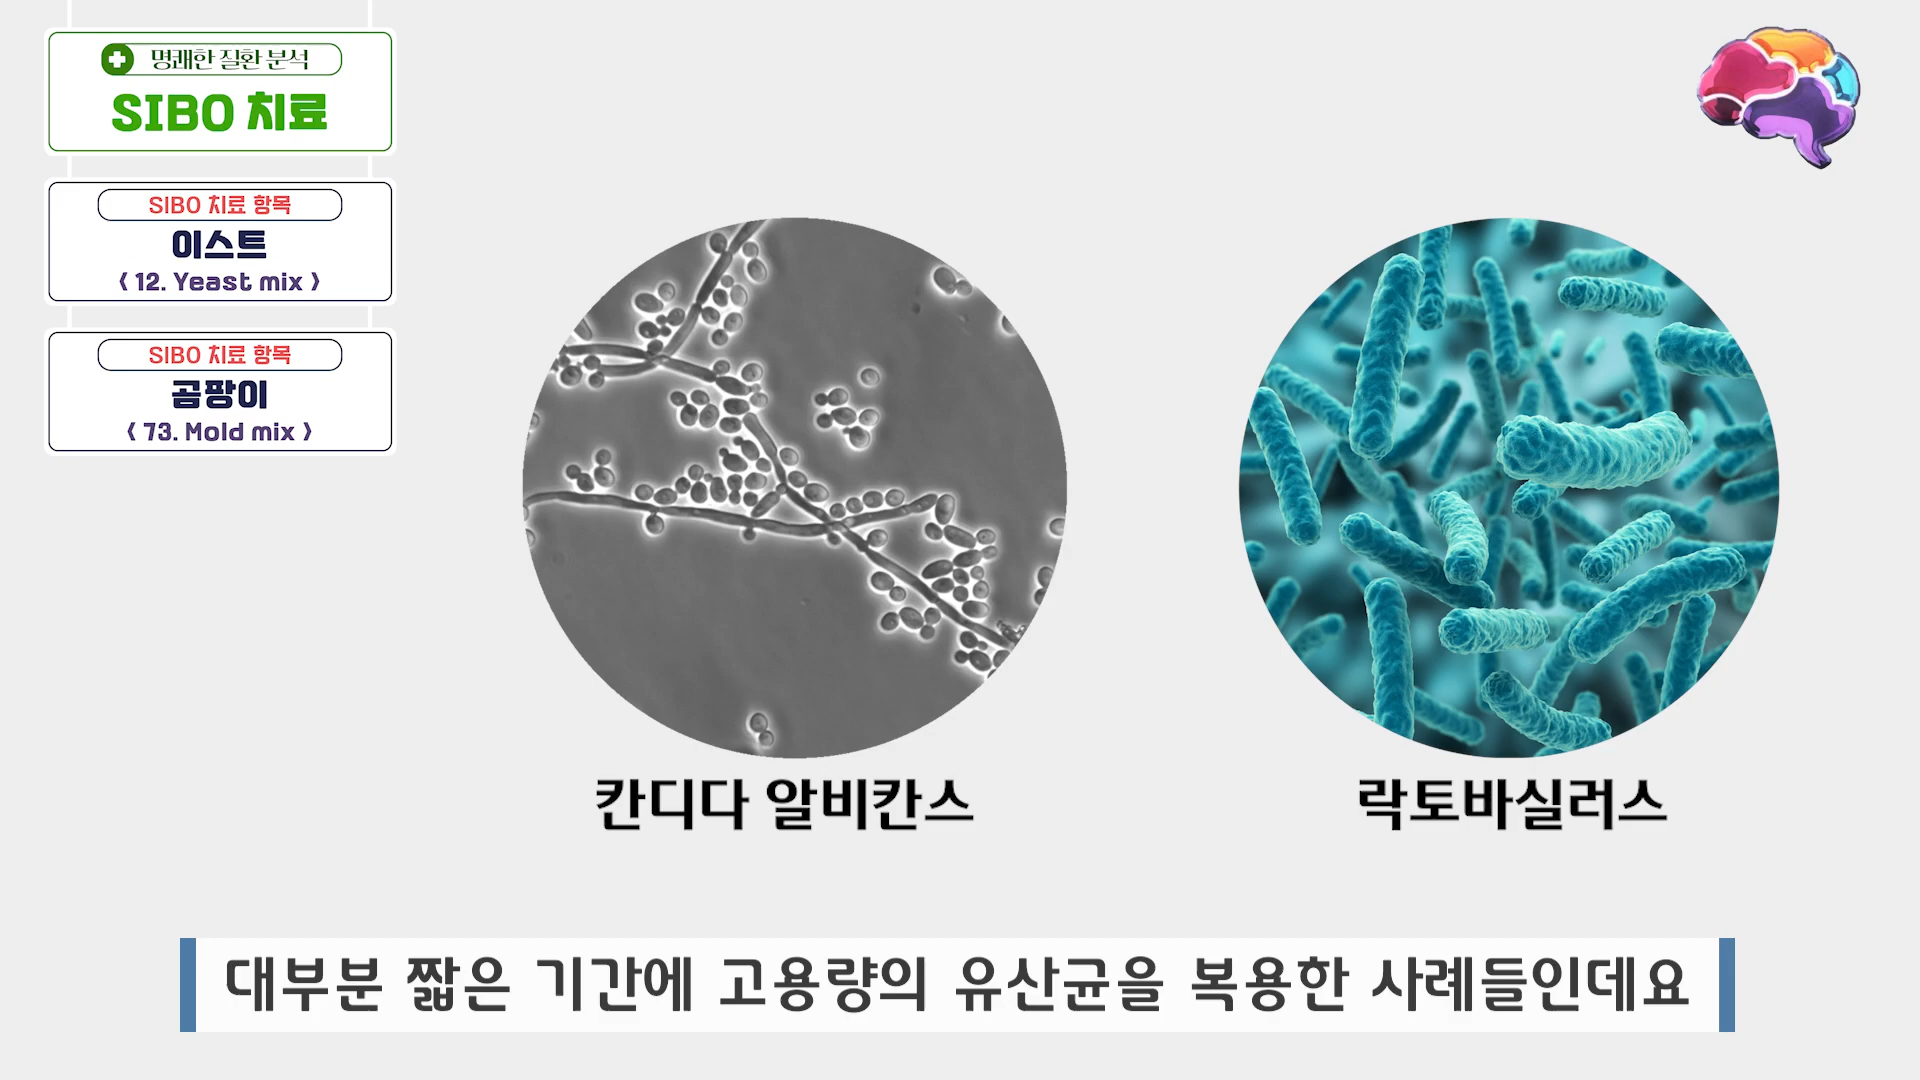 명쾌한 질환 분석
SIBO 치료
SIBO 치료 항목
이스트
⟨ 12. Yeast mix ⟩
SIBO 치료 항목
곰팡이
⟨ 73. Mold mix ⟩
칸디다 알비칸스
락토바실러스
대부분 짧은 기간에 고용량의 유산균을 복용한 사례들인데요